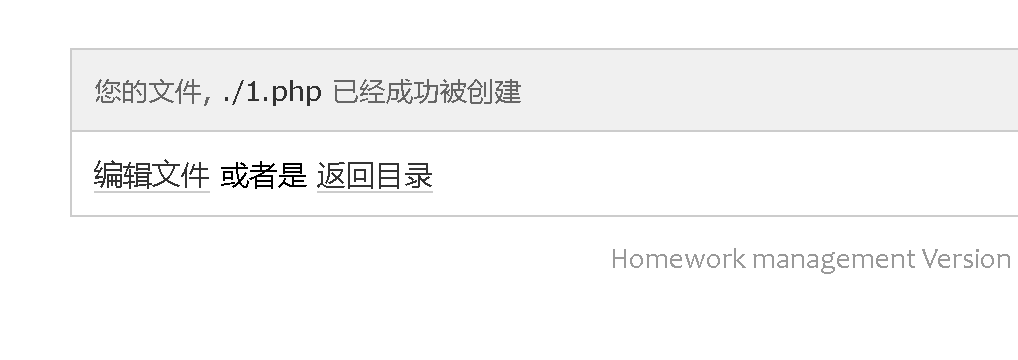 您的文件, ./1.php 已经成功被创建
编辑文件 或者是 返回目录
Homework management Version